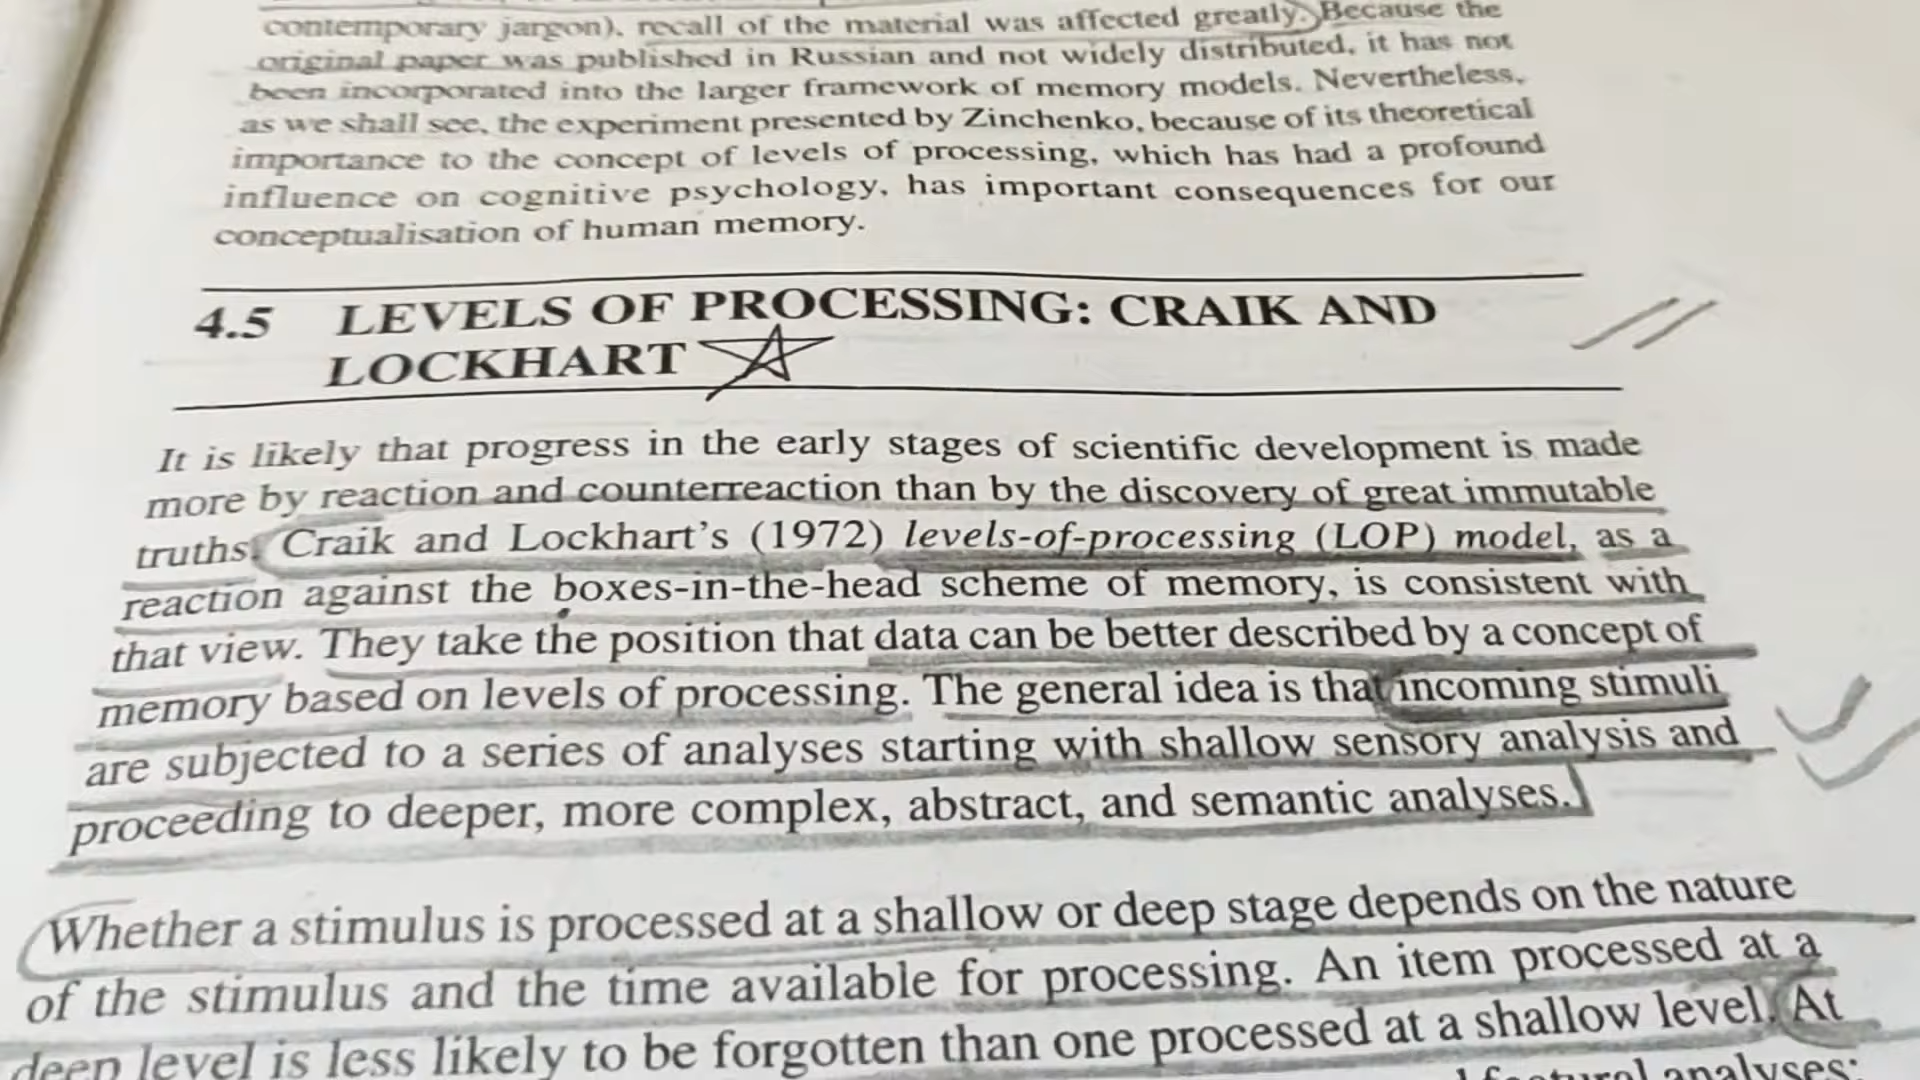 contemporary jargon), recall of the material was affected greatly. Because the
original paper was published in Russian and not widely distributed, it has not
been incorporated into the larger framework of memory models. Nevertheless,
as we shall see, the experiment presented by Zinchenko, because of its theoretical
importance to the concept of levels of processing, which has had a profound
influence on cognitive psychology, has important consequences for our
conceptualisation of human memory.
4.5 LEVELS OF PROCESSING: CRAIK AND
LOCKHART
It is likely that progress in the early stages of scientific development is made
more by reaction and counterreaction than by the discovery of great immutable
truths. Craik and Lockhart's (1972) levels-of-processing (LOP) model, as a
reaction against the boxes-in-the-head scheme of memory, is consistent with
that view. They take the position that data can be better described by a concept of
memory based on levels of processing. The general idea is that incoming stimuli
are subjected to a series of analyses starting with shallow sensory analysis and
proceeding to deeper, more complex, abstract, and semantic analyses.
Whether a stimulus is processed at a shallow or deep stage depends on the nature
of the stimulus and the time available for processing. An item processed at a
deep level is less likely to be forgotten than one processed at a shallow level. At
analyses;